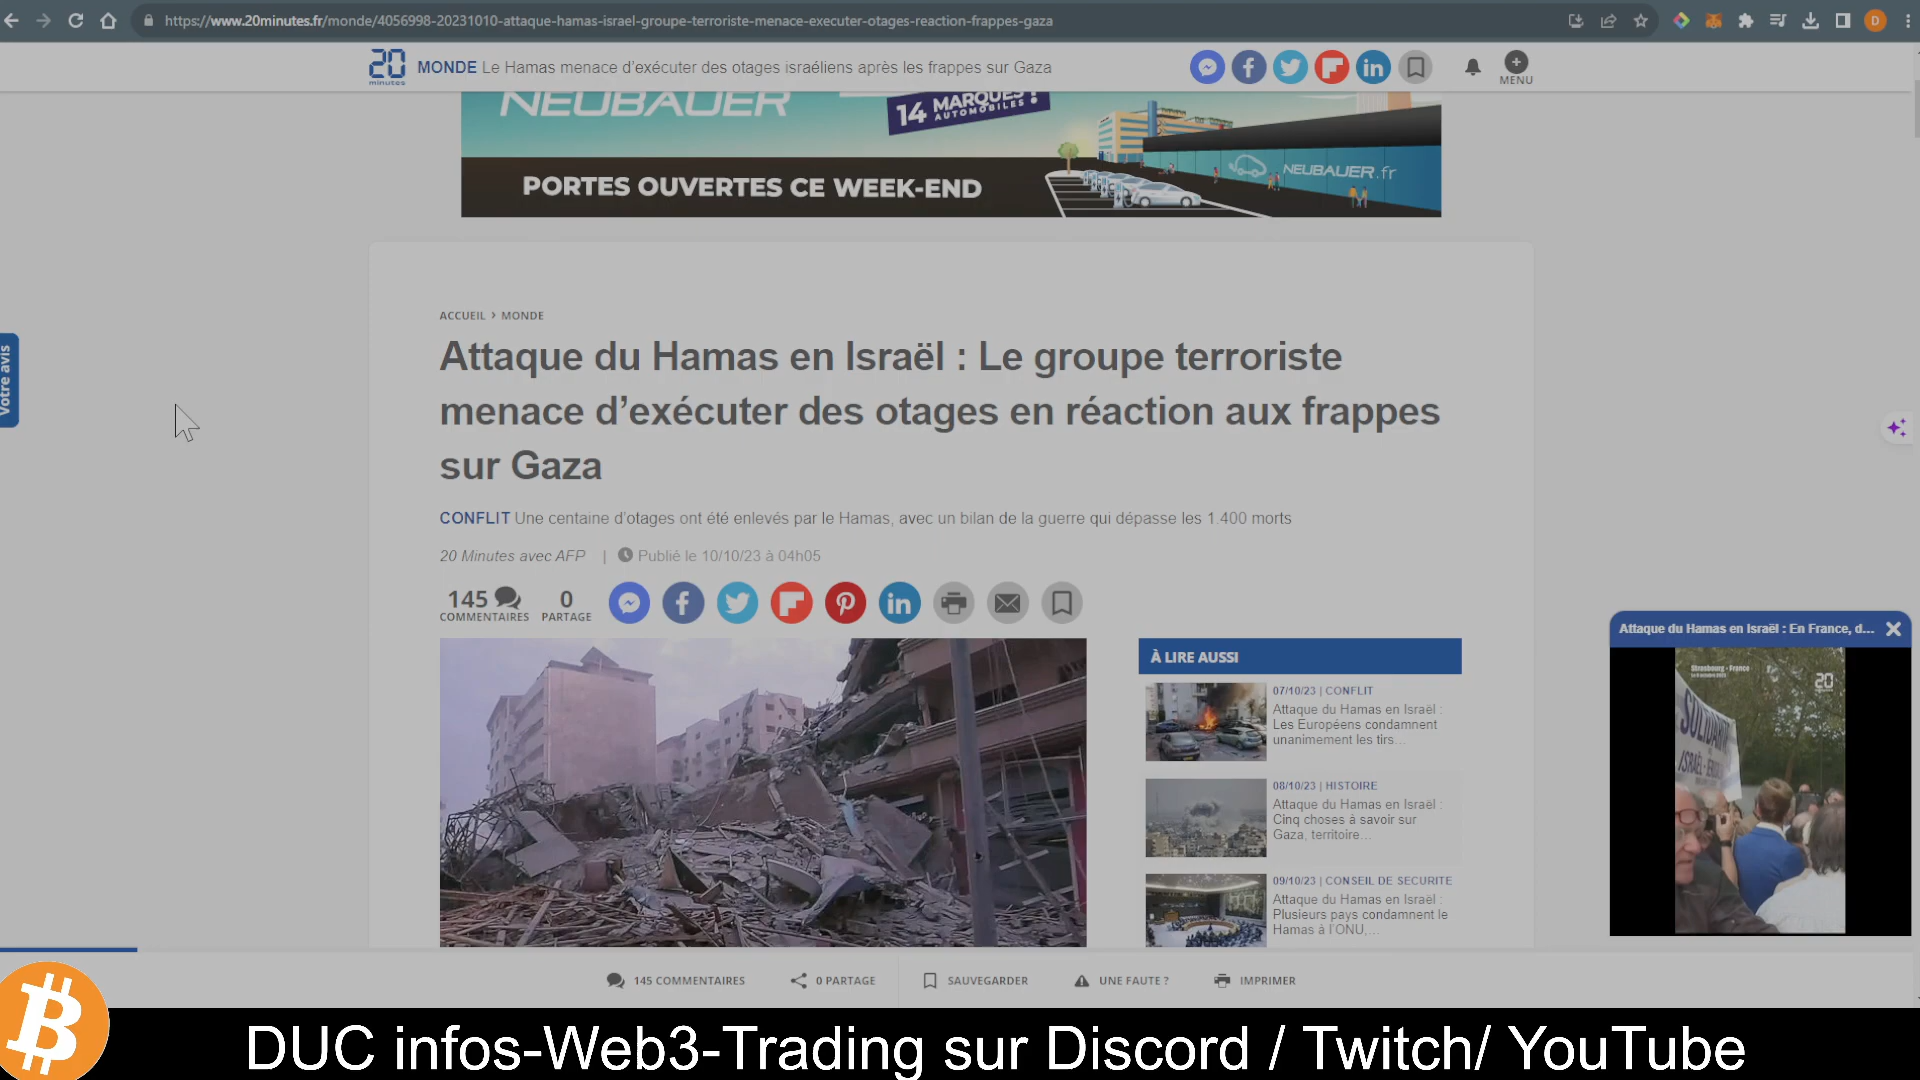 https://www.20minutes.fr/monde/4056998-20231010-attaque-hamas-israel-groupe-terroriste-menace-executer-otages-reaction-frappes-gaza
D
20 minutes
MONDE Le Hamas menace d'exécuter des otages israéliens après les frappes sur Gaza
MENU
NEUBAUER
14 MARQUES !
AUTOMOBILES
PORTES OUVERTES CE WEEK-END
NEUBAUER.fr
Votre avis
ACCUEIL > MONDE
Attaque du Hamas en Israël : Le groupe terroriste
menace d'exécuter des otages en réaction aux frappes
sur Gaza
CONFLIT Une centaine d'otages ont été enlevés par le Hamas, avec un bilan de la guerre qui dépasse les 1.400 morts
20 Minutes avec AFP | Publié le 10/10/23 à 04h05
145
COMMENTAIRES
0
PARTAGE
À LIRE AUSSI
07/10/23 | CONFLIT
Attaque du Hamas en Israël :
Les Européens condamnent
unanimement les tirs...
08/10/23 | HISTOIRE
Attaque du Hamas en Israël :
Cinq choses à savoir sur
Gaza, territoire...
09/10/23 | CONSEIL DE SECURITE
Attaque du Hamas en Israël :
Plusieurs pays condamnent le
Hamas à l'ONU,...
Attaque du Hamas en Israël : En France, d...
Strasbourg - France
20
145 COMMENTAIRES
0 PARTAGE
SAUVEGARDER
UNE FAUTE ?
IMPRIMER
DUC infos-Web3-Trading sur Discord / Twitch/ YouTube